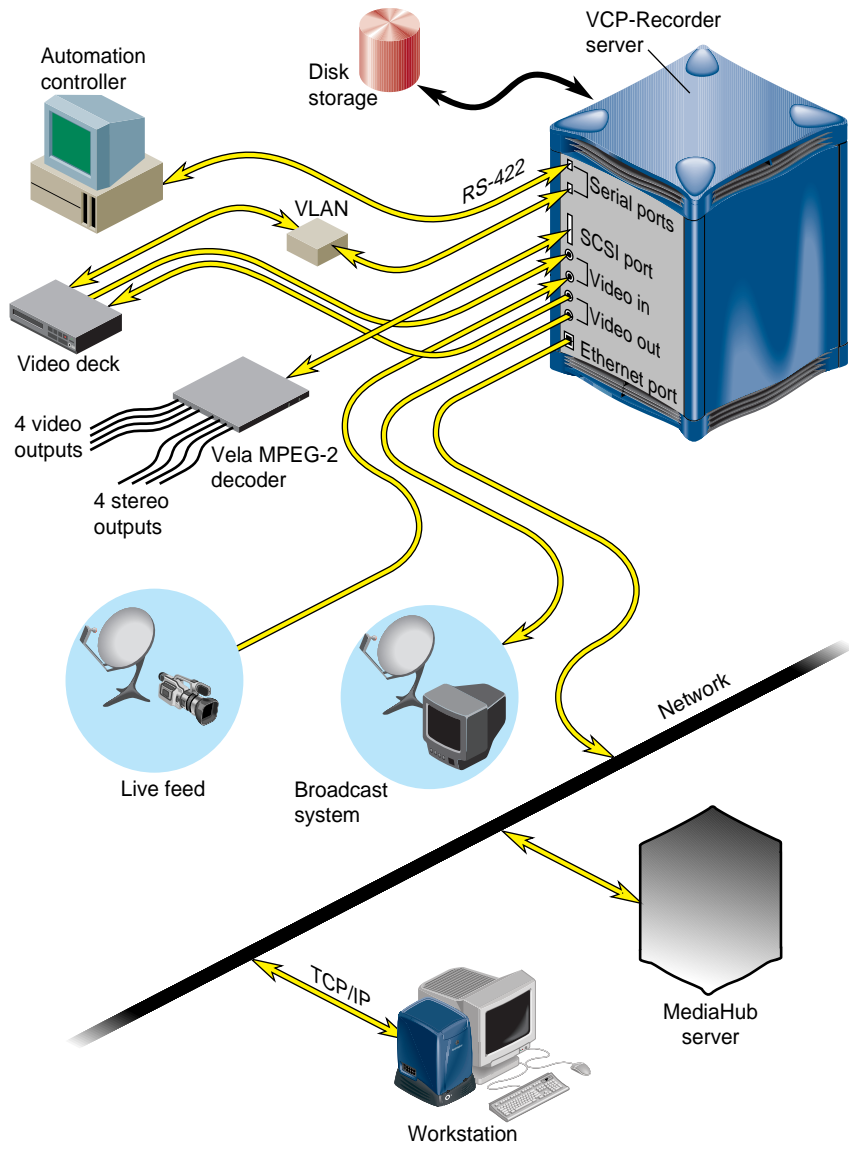 VCP-Recorder
server
Automation
controller
Disk
storage
RS-422
Serial ports
VLAN
SCSI port
Video in
Video out
Ethernet port
Video deck
4 video
outputs
Vela MPEG-2
decoder
4 stereo
outputs
Network
Live feed
Broadcast
system
TCP/IP
MediaHub
server
Workstation